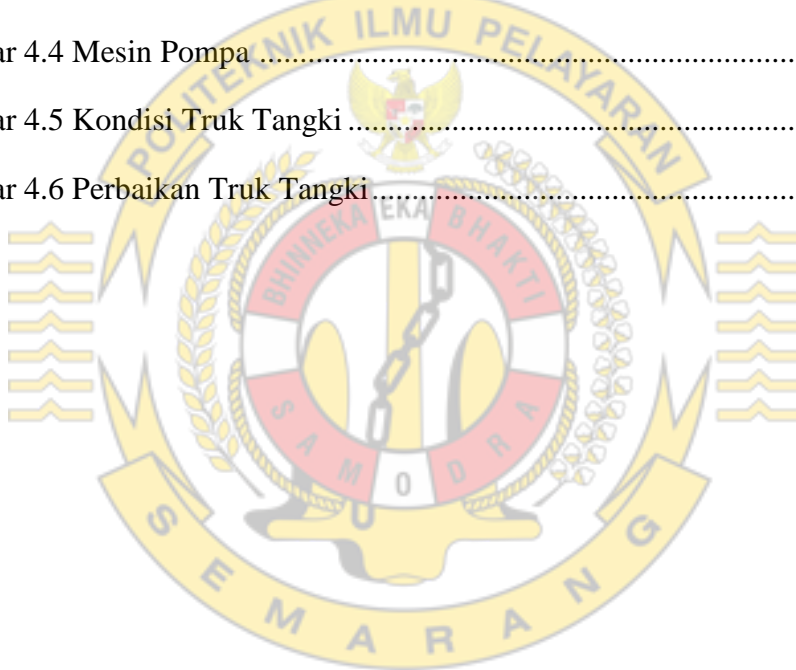 ar 4.4 Mesin Pompa ..................................................................
ar 4.5 Kondisi Truk Tangki .......................................................
ar 4.6 Perbaikan Truk Tangki ....................................................
POLITEKNIK ILMU PELAYARAN
BHINNEKA EKA BHAKTI
SAMODRA
SEMARANG